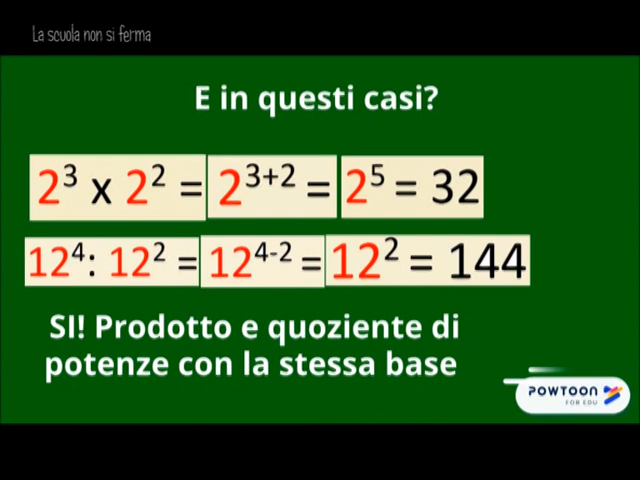 La scuola non si ferma
E in questi casi?
2³ x 2² = 2³⁺² = 2⁵ = 32
12⁴: 12² = 12⁴⁻² = 12² = 144
SI! Prodotto e quoziente di
potenze con la stessa base
POWTOON
FOR EDU